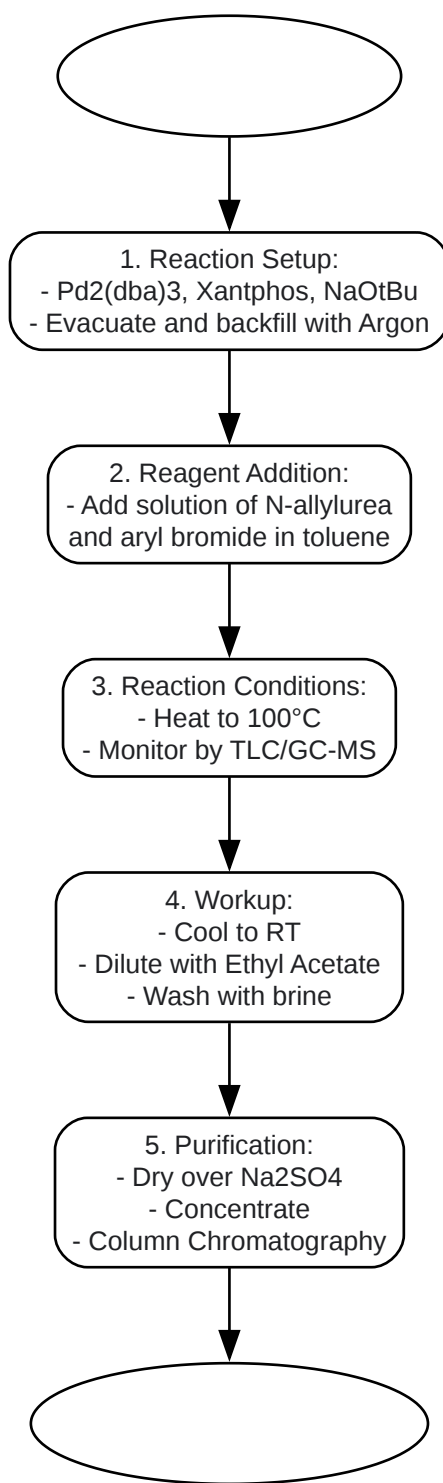 1. Reaction Setup:
- Pd2(dba)3, Xantphos, NaOtBu
- Evacuate and backfill with Argon
2. Reagent Addition:
- Add solution of N-allylurea
and aryl bromide in toluene
3. Reaction Conditions:
- Heat to 100°C
- Monitor by TLC/GC-MS
4. Workup:
- Cool to RT
- Dilute with Ethyl Acetate
- Wash with brine
5. Purification:
- Dry over Na2SO4
- Concentrate
- Column Chromatography